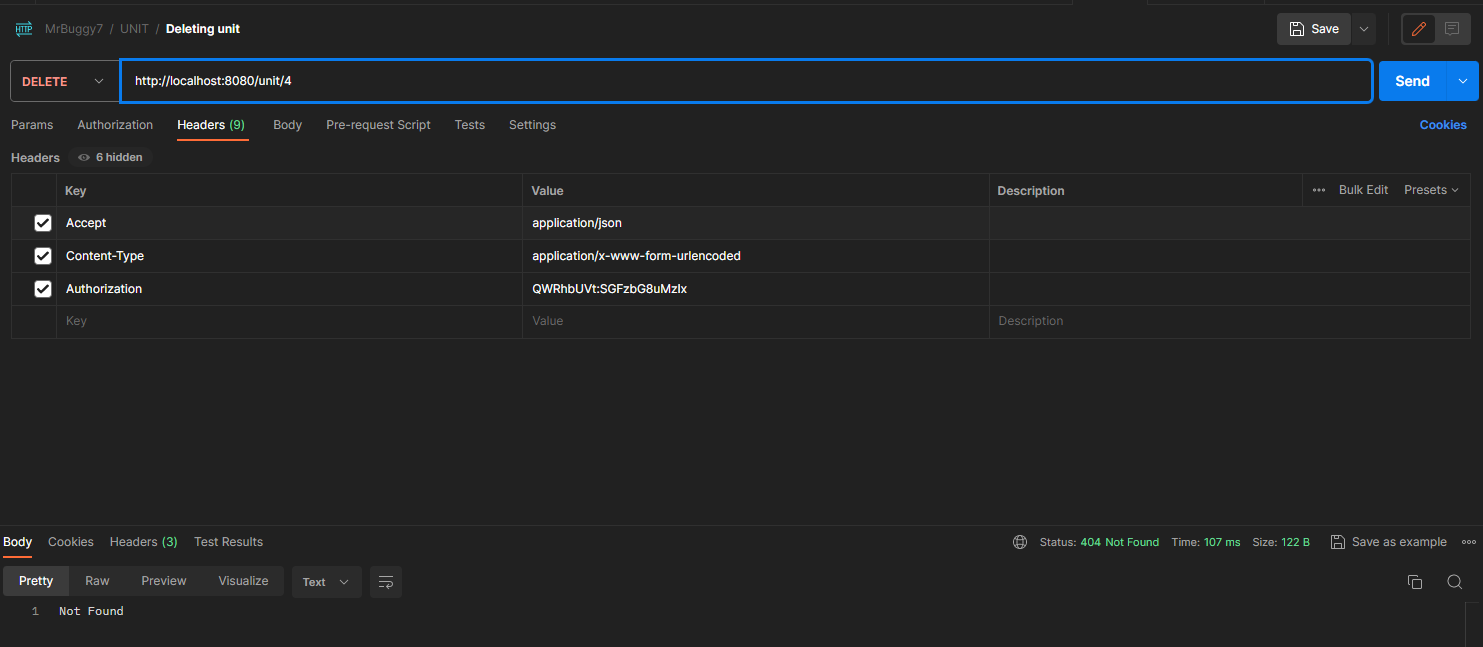 HTTP MrBuggy7 / UNIT / Deleting unit Save
DELETE http://localhost:8080/unit/4 Send
Params Authorization Headers (9) Body Pre-request Script Tests Settings Cookies
Headers 6 hidden
Key Value Description Bulk Edit Presets
Accept application/json
Content-Type application/x-www-form-urlencoded
Authorization QWRhbUVt:SGFzbG8uMzIx
Key Value Description
Body Cookies Headers (3) Test Results Status: 404 Not Found Time: 107 ms Size: 122 B Save as example
Pretty Raw Preview Visualize Text
1 Not Found